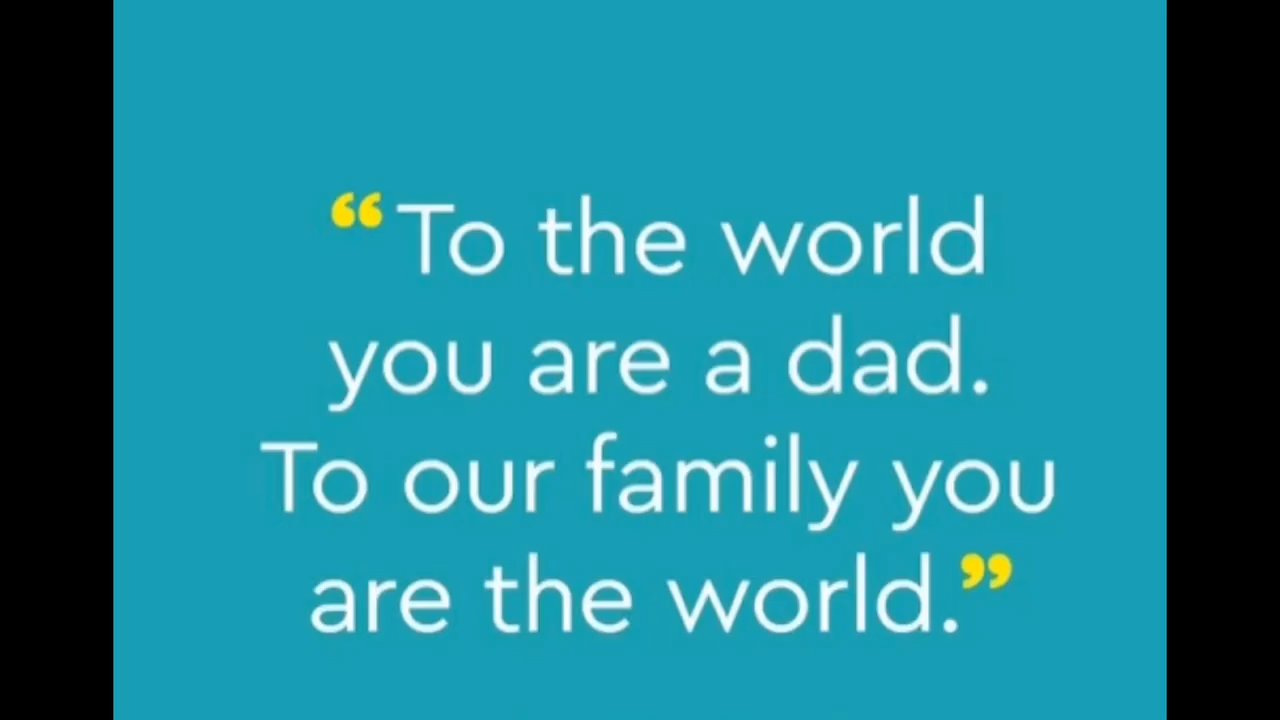 “To the world
you are a dad.
To our family you
are the world.”